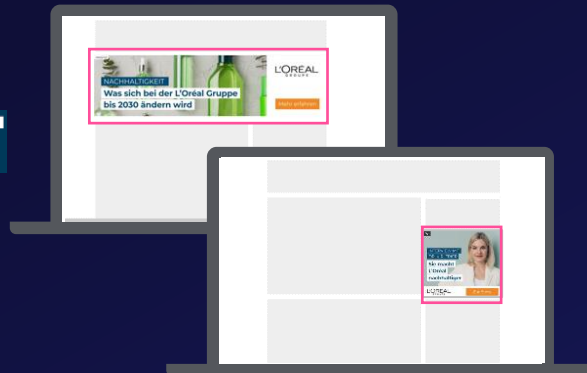 NACHHALTIGKEIT
Was sich bei der L'Oréal Gruppe
bis 2030 ändern wird
L'ORÉAL
GROUPE
Mehr erfahren
Sie macht
L'Oréal
nachhaltiger
L'ORÉAL